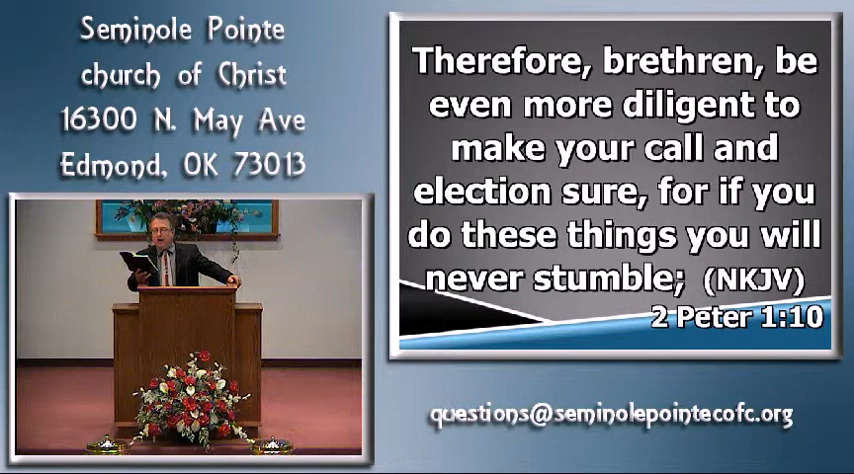 Seminole Pointe
church of Christ
16300 N. May Ave
Edmond, OK 73013
Therefore, brethren, be
even more diligent to
make your call and
election sure, for if you
do these things you will
never stumble; (NKJV)
2 Peter 1:10
questions@seminolepointecofc.org